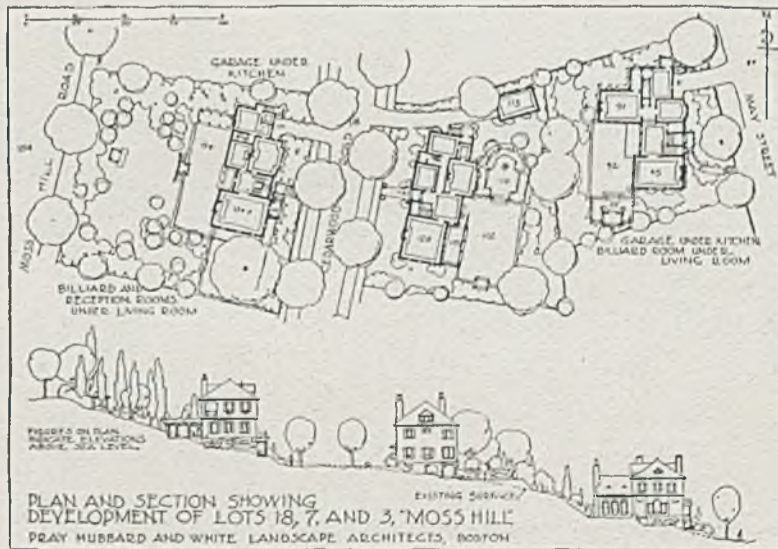 GARAGE UNDER
KITCHEN
ROAD
MOSS HILL
CEDARWOOD
MAY STREET
113
GARAGE UNDER KITCHEN
BILLIARD ROOM UNDER
LIVING ROOM
BILLIARD AND
RECEPTION ROOMS
UNDER LIVING ROOM
FIGURES ON PLAN
INDICATE ELEVATIONS
ABOVE SEA LEVEL.
EXISTING SURFACE
PLAN AND SECTION SHOWING
DEVELOPMENT OF LOTS 18, 7, AND 3, "MOSS HILL"
PRAY HUBBARD AND WHITE LANDSCAPE ARCHITECTS, BOSTON